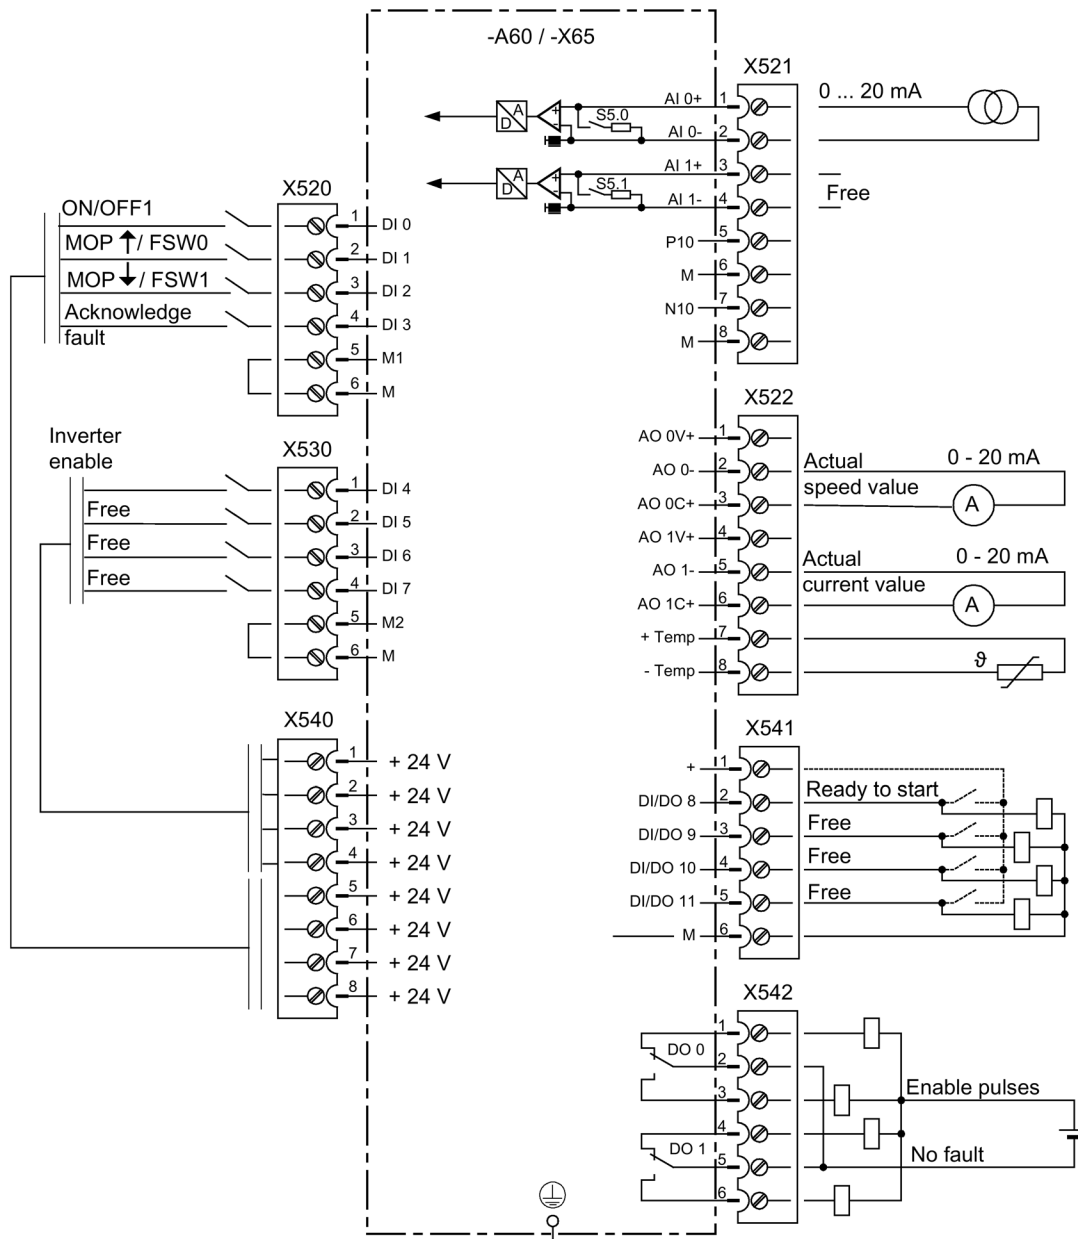 -A60 / -X65
X521
AI 0+
1
0 ... 20 mA
A
D
+
-
S5.0
AI 0-
2
AI 1+
3
A
D
+
-
S5.1
Free
AI 1-
4
P10
5
M
6
N10
7
M
8
X520
ON/OFF1
1
DI 0
MOP ↑/ FSW0
2
DI 1
MOP ↓/ FSW1
3
DI 2
Acknowledge
fault
4
DI 3
5
M1
6
M
X522
AO 0V+
1
AO 0-
2
Actual
speed value
0 - 20 mA
AO 0C+
3
A
AO 1V+
4
AO 1-
5
Actual
current value
0 - 20 mA
AO 1C+
6
A
+ Temp
7
- Temp
8
ϑ
Inverter
enable
X530
1
DI 4
Free
2
DI 5
Free
3
DI 6
Free
4
DI 7
5
M2
6
M
X540
1
+ 24 V
2
+ 24 V
3
+ 24 V
4
+ 24 V
5
+ 24 V
6
+ 24 V
7
+ 24 V
8
+ 24 V
X541
+
1
DI/DO 8
2
Ready to start
DI/DO 9
3
Free
DI/DO 10
4
Free
DI/DO 11
5
Free
M
6
X542
1
DO 0
2
3
Enable pulses
4
DO 1
5
No fault
6